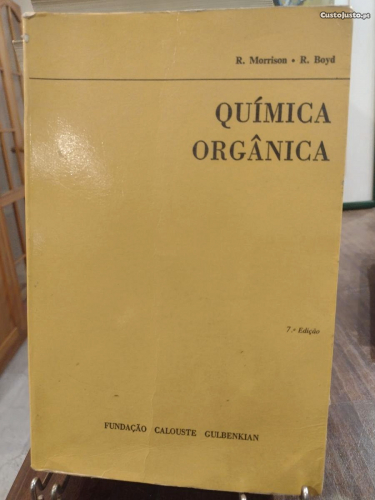 CustoJusto.pt
R. Morrison • R. Boyd
QUÍMICA
ORGÂNICA
7.ª Edição
FUNDAÇÃO CALOUSTE GULBENKIAN